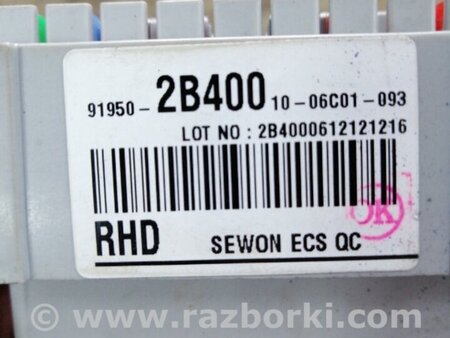 91950-2B400 10-06C01-093
LOT NO : 2B4000612121216
OK
RHD SEWON ECS QC
© www.razborki.com